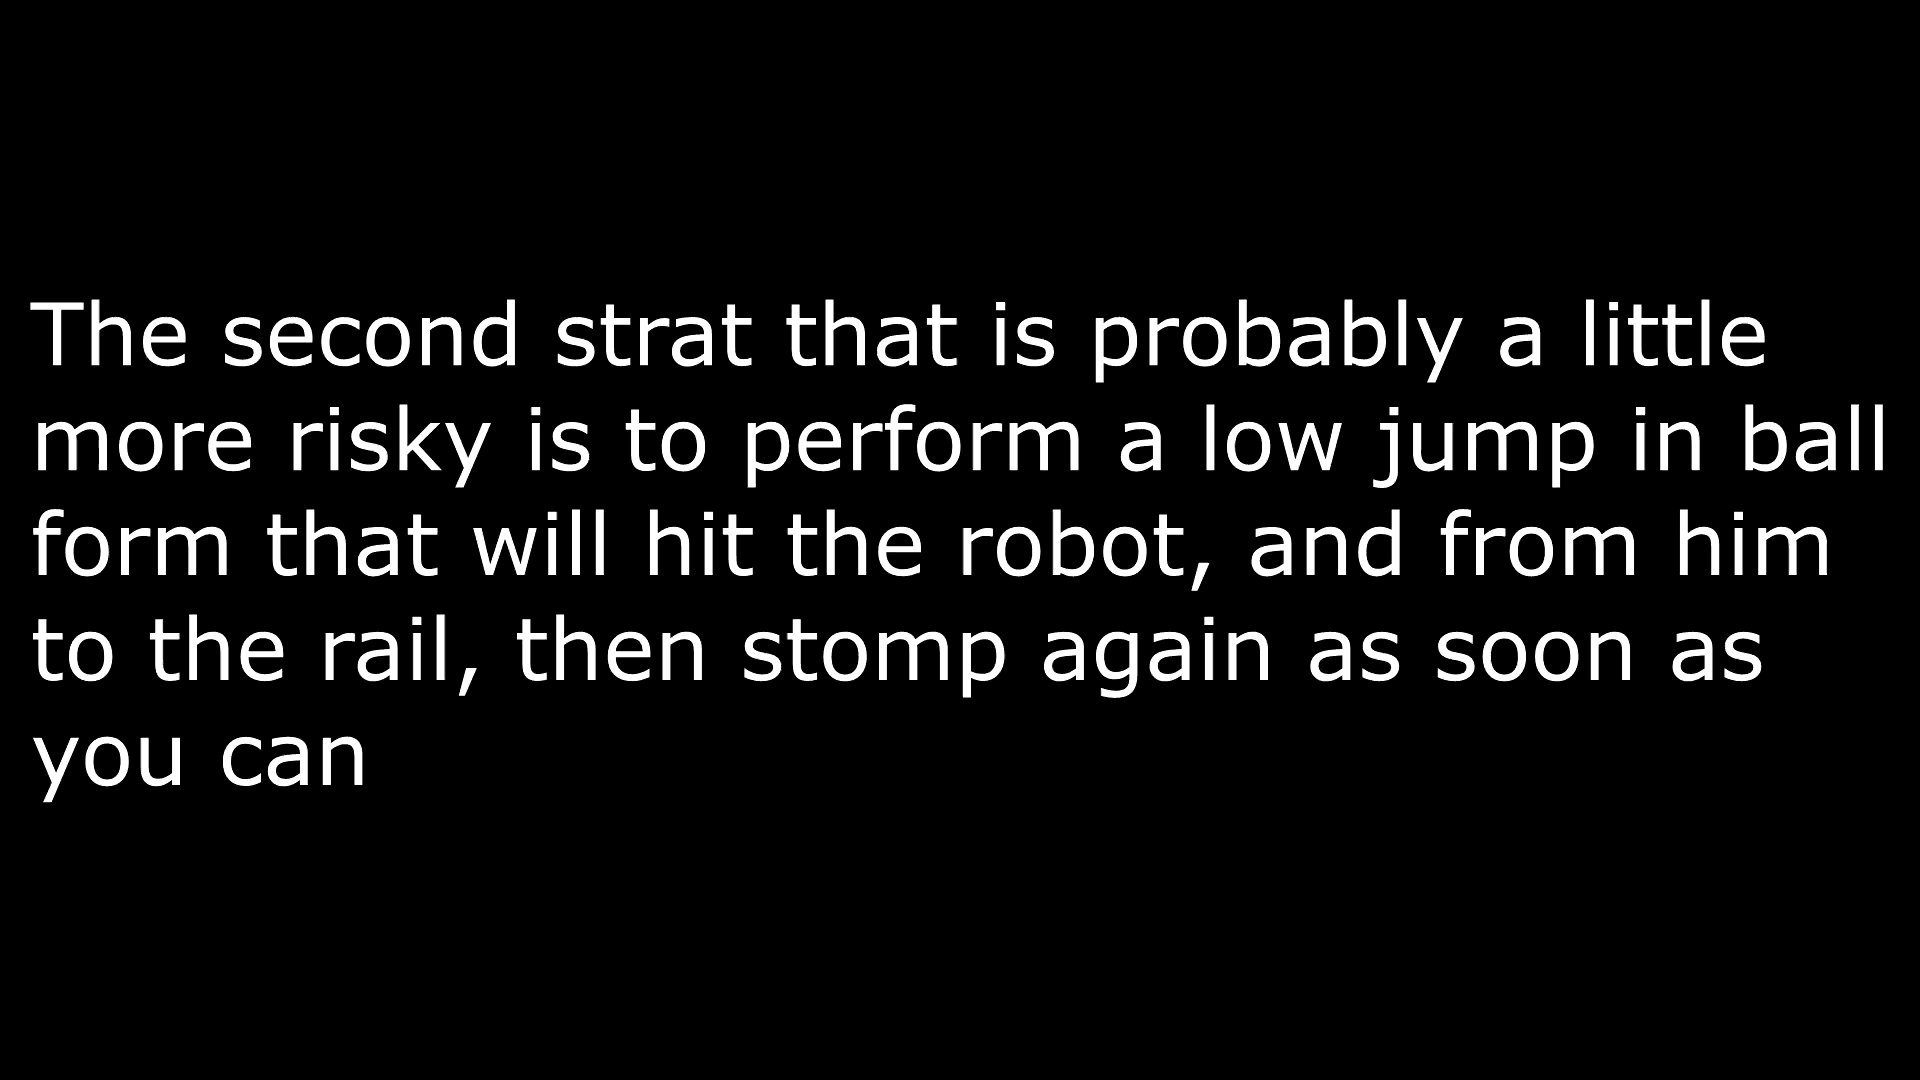 The second strat that is probably a little
more risky is to perform a low jump in ball
form that will hit the robot, and from him
to the rail, then stomp again as soon as
you can